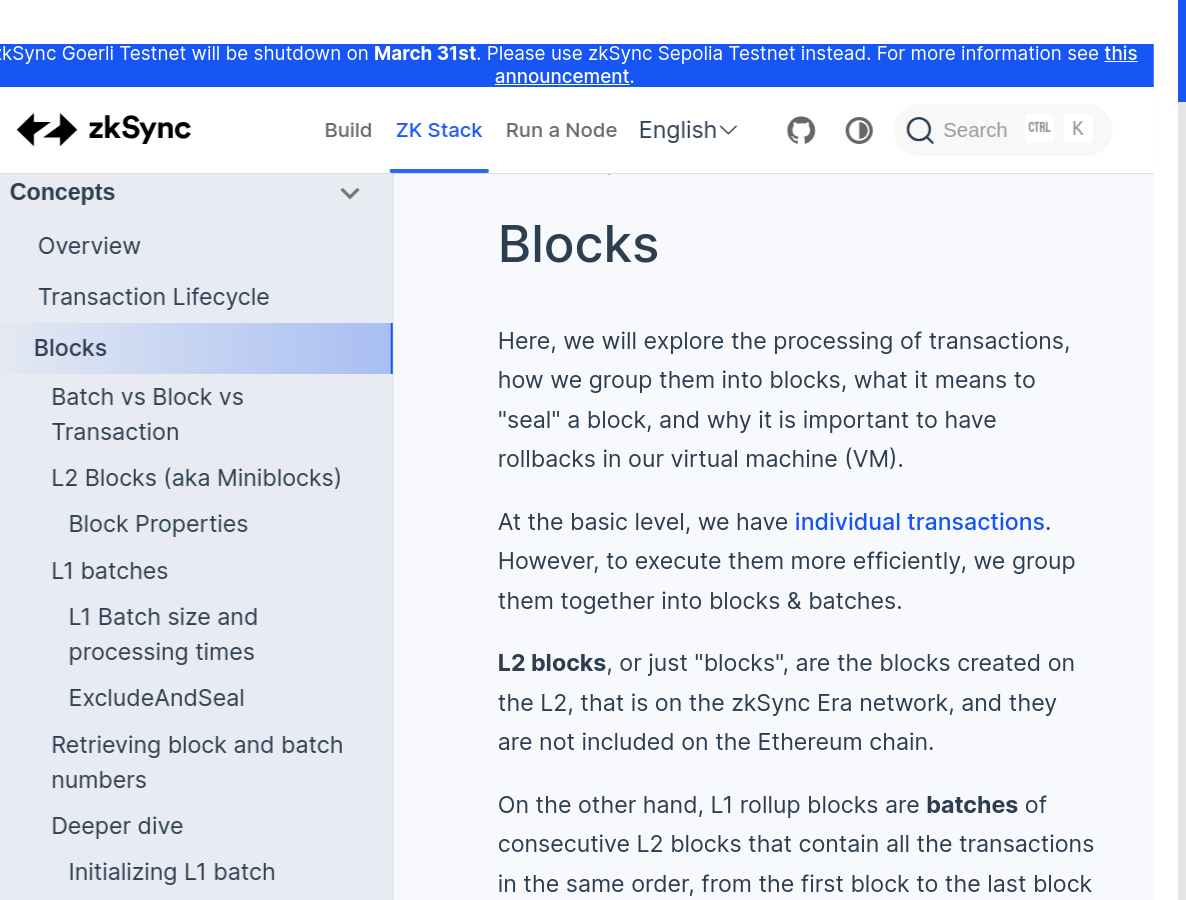 zkSync Goerli Testnet will be shutdown on March 31st. Please use zkSync Sepolia Testnet instead. For more information see this
announcement.
zkSync
Build
ZK Stack
Run a Node
English
Search
CTRL
K
Concepts
Overview
Transaction Lifecycle
Blocks
Batch vs Block vs
Transaction
L2 Blocks (aka Miniblocks)
Block Properties
L1 batches
L1 Batch size and
processing times
ExcludeAndSeal
Retrieving block and batch
numbers
Deeper dive
Initializing L1 batch
Blocks
Here, we will explore the processing of transactions,
how we group them into blocks, what it means to
"seal" a block, and why it is important to have
rollbacks in our virtual machine (VM).
At the basic level, we have individual transactions.
However, to execute them more efficiently, we group
them together into blocks & batches.
L2 blocks, or just "blocks", are the blocks created on
the L2, that is on the zkSync Era network, and they
are not included on the Ethereum chain.
On the other hand, L1 rollup blocks are batches of
consecutive L2 blocks that contain all the transactions
in the same order, from the first block to the last block